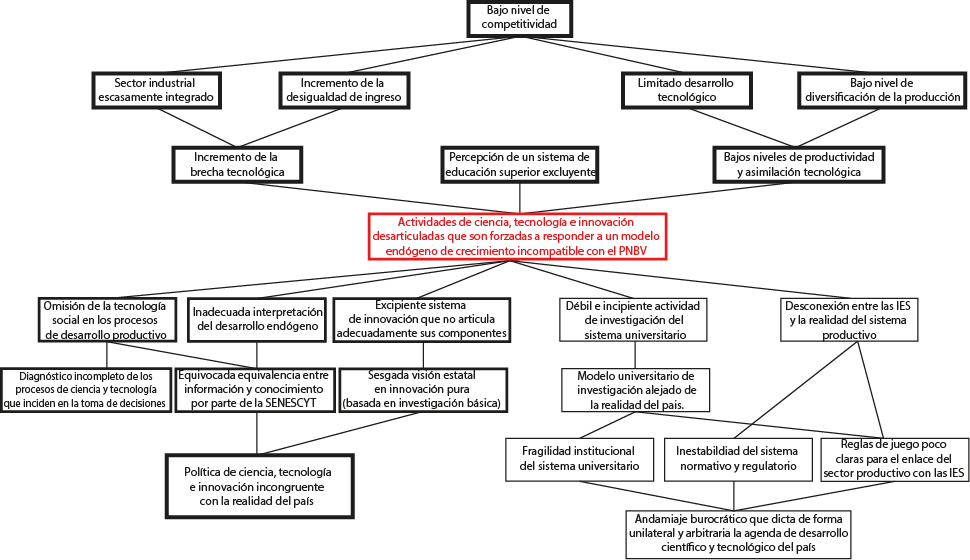 Bajo nivel de
competitividad
Sector industrial
escasamente integrado
Incremento de la
desigualdad de ingreso
Limitado desarrollo
tecnológico
Bajo nivel de
diversificación de la producción
Incremento de la
brecha tecnológica
Percepción de un sistema de
educación superior excluyente
Bajos niveles de productividad
y asimilación tecnológica
Actividades de ciencia, tecnología e innovación
desarticuladas que son forzadas a responder a un modelo
endógeno de crecimiento incompatible con el PNBV
Omisión de la tecnología
social en los procesos
de desarrollo productivo
Inadecuada interpretación
del desarrollo endógeno
Excipiente sistema
de innovación que no articula
adecuadamente sus componentes
Débil e incipiente actividad
de investigación del
sistema universitario
Desconexión entre las IES
y la realidad del sistema
productivo
Diagnóstico incompleto de los
procesos de ciencia y tecnología
que inciden en la toma de decisiones
Equivocada equivalencia entre
información y conocimiento
por parte de la SENESCYT
Sesgada visión estatal
en innovación pura
(basada en investigación básica)
Modelo universitario de
investigación alejado de
la realidad del pais.
Fragilidad institucional
del sistema universitario
Inestabildiad del sistema
normativo y regulatorio
Reglas de juego poco
claras para el enlace del
sector productivo con las IES
Política de ciencia, tecnología
e innovación incongruente
con la realidad del país
Andamiaje burocrático que dicta de forma
unilateral y arbitraria la agenda de desarrollo
científico y tecnológico del país